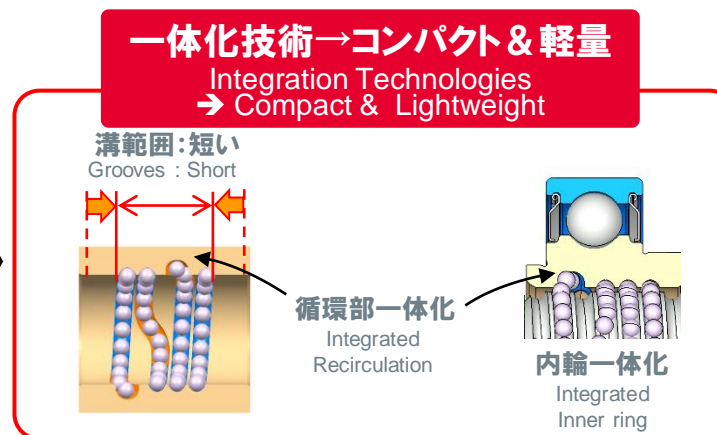 一体化技術→コンパクト＆軽量
Integration Technologies
➔ Compact & Lightweight
溝範囲：短い
Grooves : Short
循環部一体化
Integrated
Recirculation
内輪一体化
Integrated
Inner ring